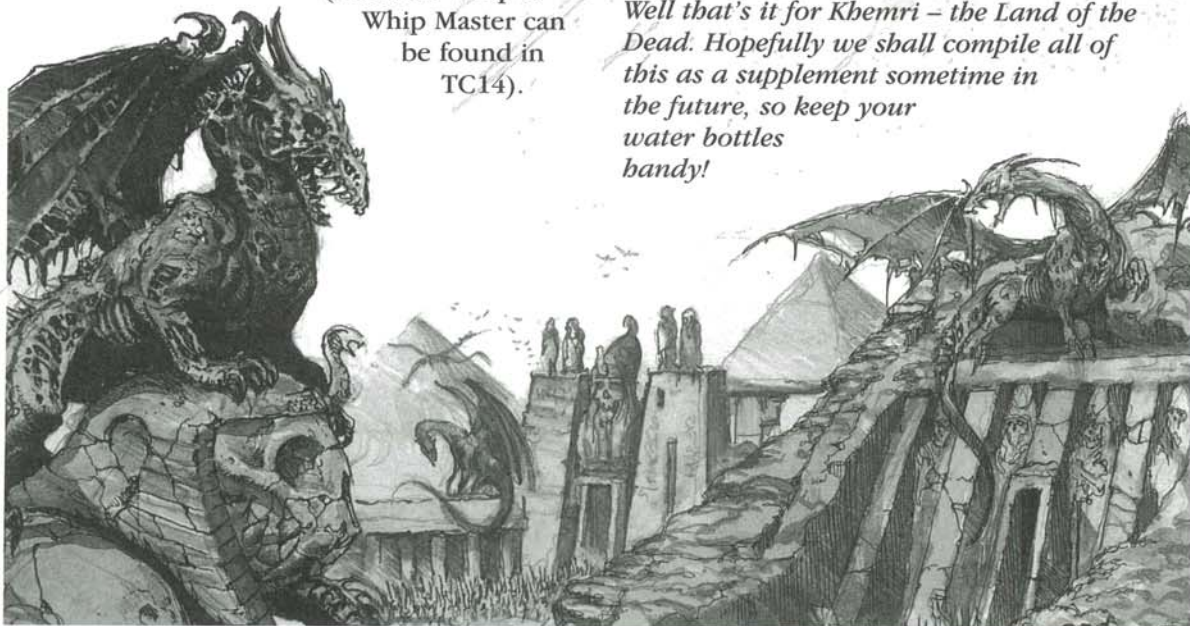 Whip Master can
be found in
TC14).
Well that's it for Khemri – the Land of the
Dead. Hopefully we shall compile all of
this as a supplement sometime in
the future, so keep your
water bottles
handy!